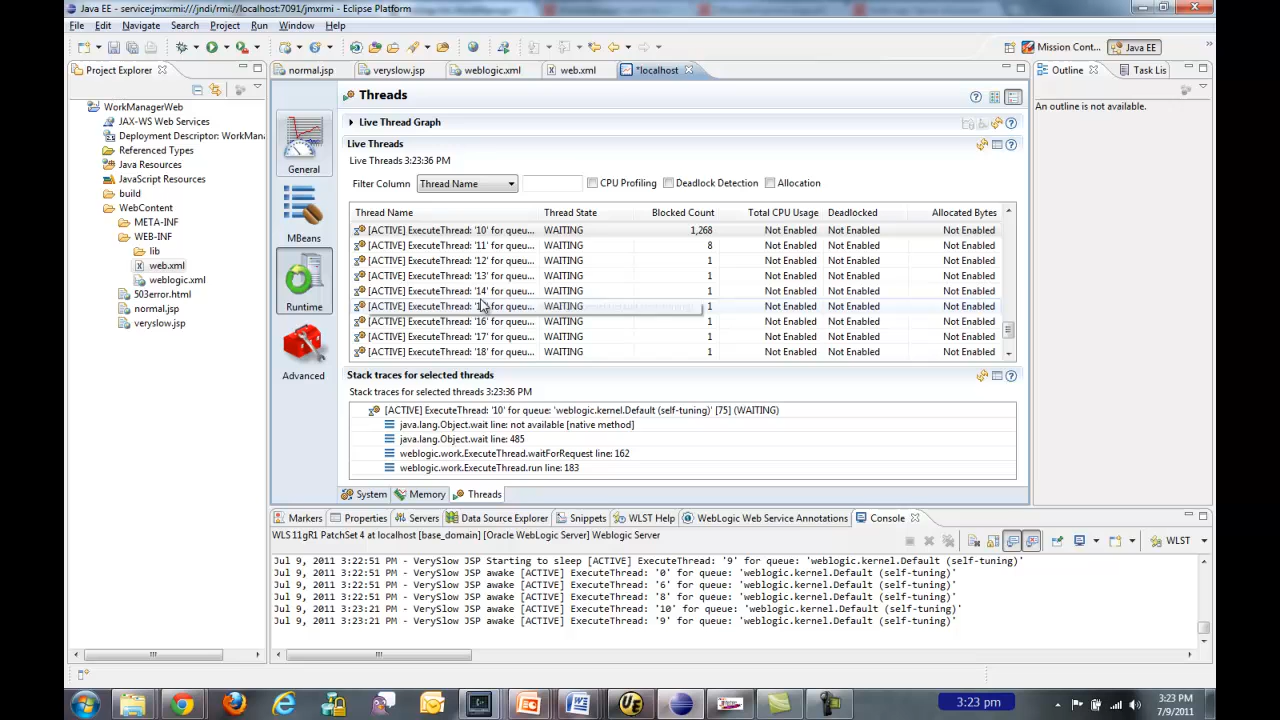 Java EE - service:jmx:rmi:///jndi/rmi://localhost:7091/jmxrmi - Eclipse Platform
File Edit Navigate Search Project Run Window Help
Mission Cont... Java EE
Project Explorer
normal.jsp veryslow.jsp weblogic.xml web.xml *localhost
Outline Task Lis
An outline is not available.
WorkManagerWeb
JAX-WS Web Services
Deployment Descriptor: WorkMana
Referenced Types
Java Resources
JavaScript Resources
build
WebContent
META-INF
WEB-INF
lib
web.xml
weblogic.xml
503error.html
normal.jsp
veryslow.jsp
General
MBeans
Runtime
Advanced
Threads
Live Thread Graph
Live Threads
Live Threads 3:23:36 PM
Filter Column Thread Name CPU Profiling Deadlock Detection Allocation
Thread Name Thread State Blocked Count Total CPU Usage Deadlocked Allocated Bytes
[ACTIVE] ExecuteThread: '10' for queu... WAITING 1,268 Not Enabled Not Enabled Not Enabled
[ACTIVE] ExecuteThread: '11' for queu... WAITING 8 Not Enabled Not Enabled Not Enabled
[ACTIVE] ExecuteThread: '12' for queu... WAITING 1 Not Enabled Not Enabled Not Enabled
[ACTIVE] ExecuteThread: '13' for queu... WAITING 1 Not Enabled Not Enabled Not Enabled
[ACTIVE] ExecuteThread: '14' for queu... WAITING 1 Not Enabled Not Enabled Not Enabled
[ACTIVE] ExecuteThread: for queu... WAITING 1 Not Enabled Not Enabled Not Enabled
[ACTIVE] ExecuteThread: '16' for queu... WAITING 1 Not Enabled Not Enabled Not Enabled
[ACTIVE] ExecuteThread: '17' for queu... WAITING 1 Not Enabled Not Enabled Not Enabled
[ACTIVE] ExecuteThread: '18' for queu... WAITING 1 Not Enabled Not Enabled Not Enabled
Stack traces for selected threads
Stack traces for selected threads 3:23:36 PM
[ACTIVE] ExecuteThread: '10' for queue: 'weblogic.kernel.Default (self-tuning)' [75] (WAITING)
java.lang.Object.wait line: not available [native method]
java.lang.Object.wait line: 485
weblogic.work.ExecuteThread.waitForRequest line: 162
weblogic.work.ExecuteThread.run line: 183
System Memory Threads
Markers Properties Servers Data Source Explorer Snippets WLST Help WebLogic Web Service Annotations Console
WLS 11gR1 PatchSet 4 at localhost [base_domain] [Oracle WebLogic Server] Weblogic Server
WLST
Jul 9, 2011 3:22:51 PM - VerySlow JSP Starting to sleep [ACTIVE] ExecuteThread: '9' for queue: 'weblogic.kernel.Default (self-tuning)'
Jul 9, 2011 3:22:51 PM - VerySlow JSP awake [ACTIVE] ExecuteThread: '0' for queue: 'weblogic.kernel.Default (self-tuning)'
Jul 9, 2011 3:22:51 PM - VerySlow JSP awake [ACTIVE] ExecuteThread: '6' for queue: 'weblogic.kernel.Default (self-tuning)'
Jul 9, 2011 3:22:51 PM - VerySlow JSP awake [ACTIVE] ExecuteThread: '8' for queue: 'weblogic.kernel.Default (self-tuning)'
Jul 9, 2011 3:23:21 PM - VerySlow JSP awake [ACTIVE] ExecuteThread: '10' for queue: 'weblogic.kernel.Default (self-tuning)'
Jul 9, 2011 3:23:21 PM - VerySlow JSP awake [ACTIVE] ExecuteThread: '9' for queue: 'weblogic.kernel.Default (self-tuning)'
3:23 pm
3:23 PM
7/9/2011